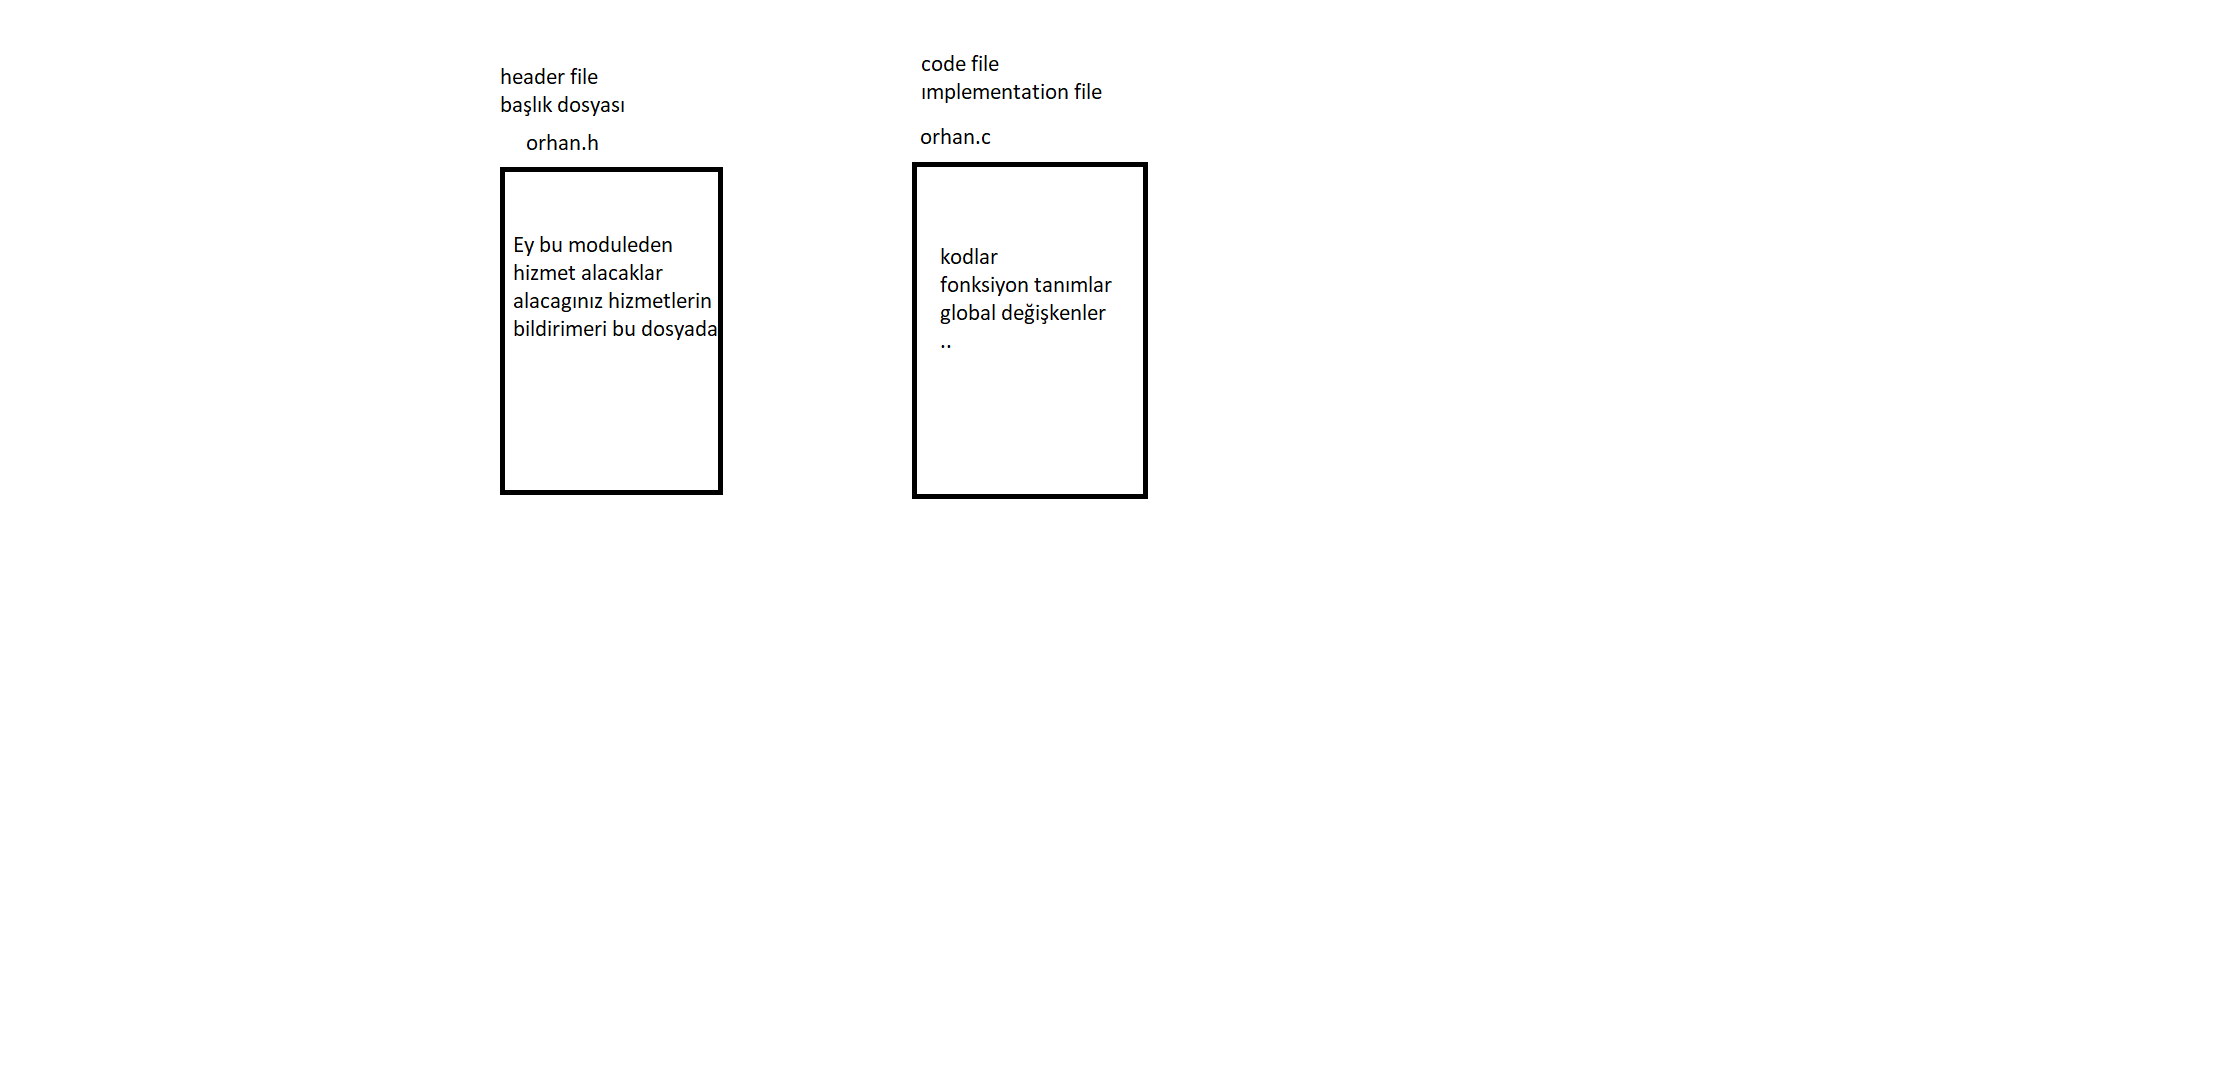 header file
başlık dosyası
orhan.h
Ey bu moduleden
hizmet alacaklar
alacagınız hizmetlerin
bildirimeri bu dosyada
code file
ımplementation file
orhan.c
kodlar
fonksiyon tanımlar
global değişkenler
..